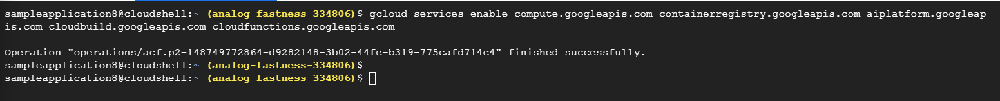 sampleapplication8@cloudshell:~ (analog-fastness-334806)$ gcloud services enable compute.googleapis.com containerregistry.googleapis.com aiplatform.googleap
is.com cloudbuild.googleapis.com cloudfunctions.googleapis.com
Operation "operations/acf.p2-148749772864-d9282148-3b02-44fe-b319-775cafd714c4" finished successfully.
sampleapplication8@cloudshell:~ (analog-fastness-334806)$
sampleapplication8@cloudshell:~ (analog-fastness-334806)$